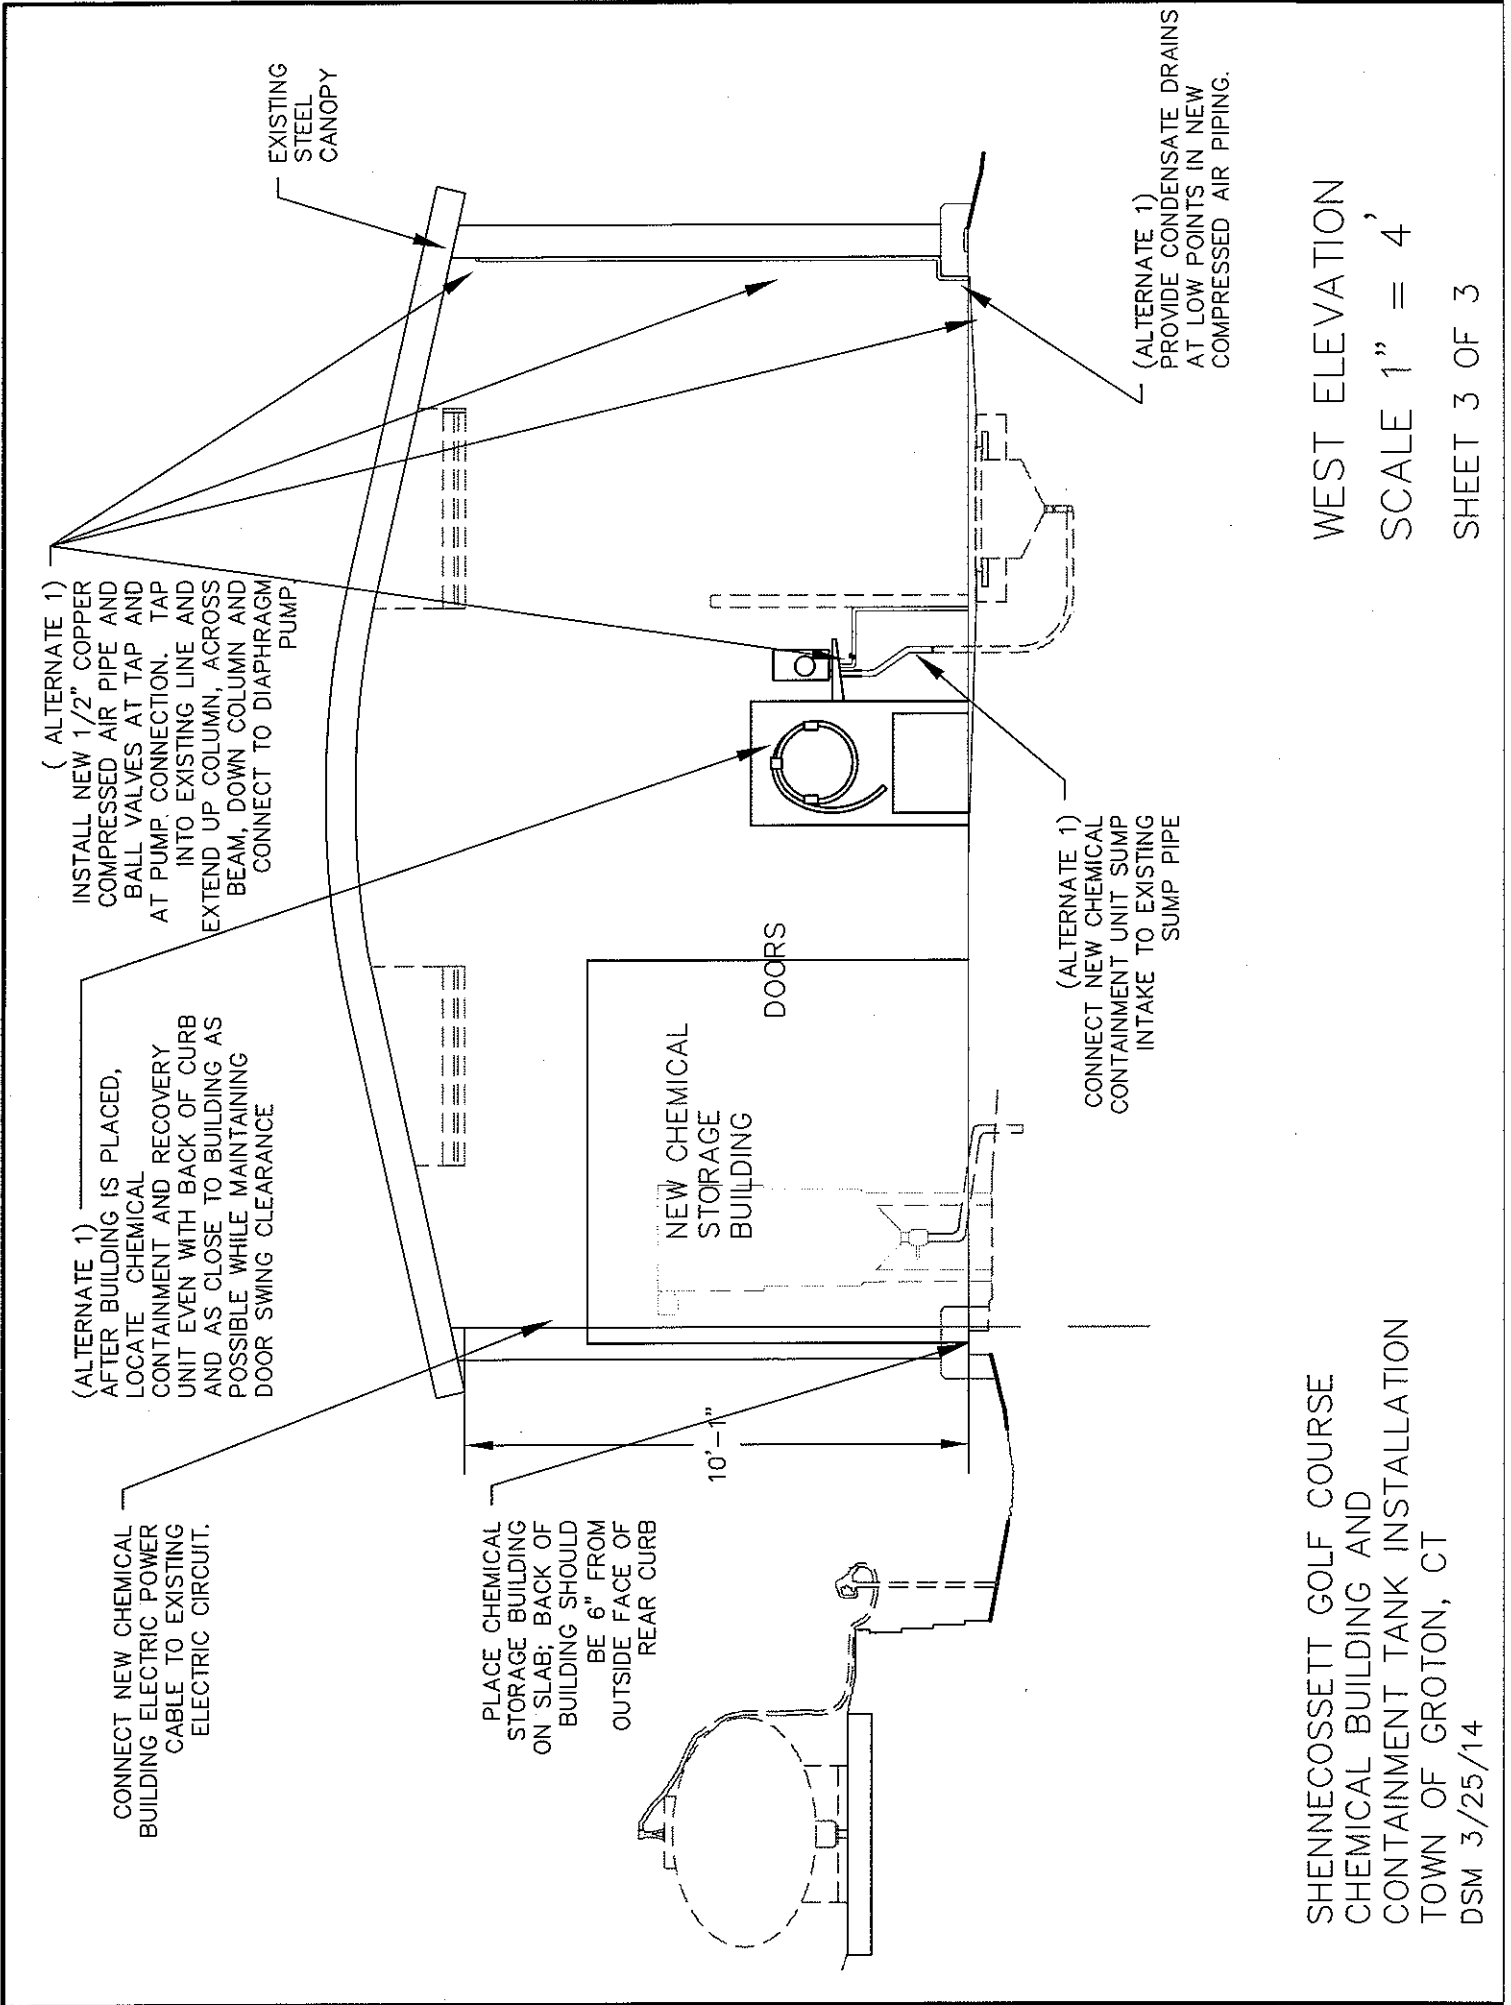 CONNECT NEW CHEMICAL
BUILDING ELECTRIC POWER
CABLE TO EXISTING
ELECTRIC CIRCUIT.
(ALTERNATE 1)
AFTER BUILDING IS PLACED,
LOCATE CHEMICAL
CONTAINMENT AND RECOVERY
UNIT EVEN WITH BACK OF CURB
AND AS CLOSE TO BUILDING AS
POSSIBLE WHILE MAINTAINING
DOOR SWING CLEARANCE
( ALTERNATE 1)
INSTALL NEW 1/2" COPPER
COMPRESSED AIR PIPE AND
BALL VALVES AT TAP AND
AT PUMP. CONNECTION. TAP
INTO EXISTING LINE AND
EXTEND UP COLUMN, ACROSS
BEAM, DOWN COLUMN AND
CONNECT TO DIAPHRAGM
PUMP.
EXISTING
STEEL
CANOPY
PLACE CHEMICAL
STORAGE BUILDING
ON SLAB; BACK OF
BUILDING SHOULD
BE 6" FROM
OUTSIDE FACE OF
REAR CURB
10'-1"
NEW CHEMICAL
STORAGE
BUILDING
DOORS
(ALTERNATE 1)
CONNECT NEW CHEMICAL
CONTAINMENT UNIT SUMP
INTAKE TO EXISTING
SUMP PIPE
(ALTERNATE 1)
PROVIDE CONDENSATE DRAINS
AT LOW POINTS IN NEW
COMPRESSED AIR PIPING.
SHENNECOSSETT GOLF COURSE
CHEMICAL BUILDING AND
CONTAINMENT TANK INSTALLATION
TOWN OF GROTON, CT
DSM 3/25/14
WEST ELEVATION
SCALE 1" = 4'
SHEET 3 OF 3